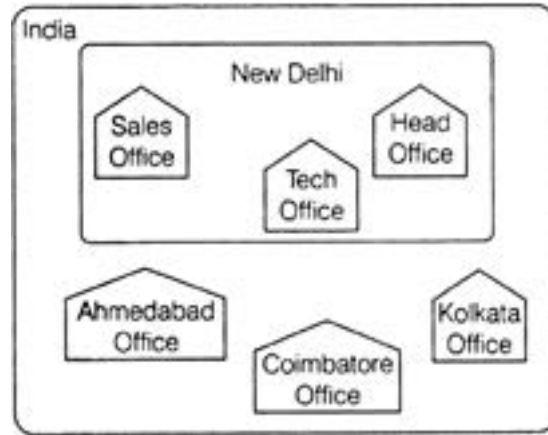 India
New Delhi
Sales
Office
Head
Office
Tech
Office
Ahmedabad
Office
Kolkata
Office
Coimbatore
Office